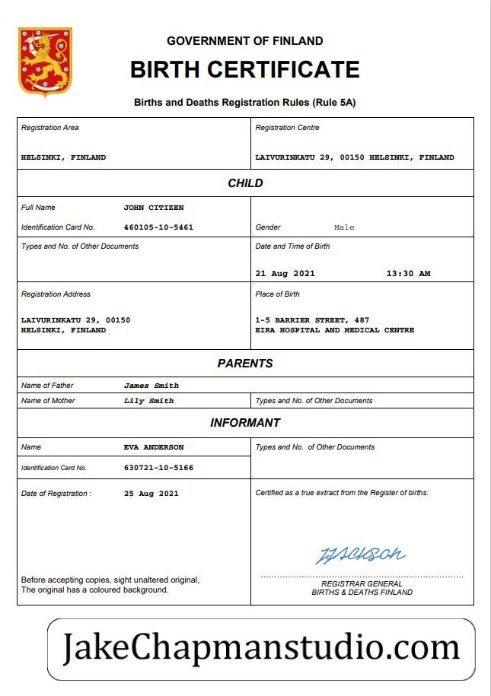 GOVERNMENT OF FINLAND
BIRTH CERTIFICATE
Births and Deaths Registration Rules (Rule 5A)
Registration Area
Registration Centre
HELSINKI, FINLAND
LAIVURINKATU 29, 00150 HELSINKI, FINLAND
CHILD
Full Name JOHN CITIZEN
Identification Card No. 460105-10-5461
Gender Male
Types and No. of Other Documents
Date and Time of Birth
21 Aug 2021 13:30 AM
Registration Address
Place of Birth
LAIVURINKATU 29, 00150
HELSINKI, FINLAND
1-5 BARRIER STREET, 487
EIRA HOSPITAL AND MEDICAL CENTRE
PARENTS
Name of Father James Smith
Name of Mother Lily Smith
Types and No. of Other Documents
INFORMANT
Name EVA ANDERSON
Types and No. of Other Documents
Identification Card No. 630721-10-5166
Date of Registration : 25 Aug 2021
Certified as a true extract from the Register of births:
Before accepting copies, sight unaltered original,
The original has a coloured background.
REGISTRAR GENERAL
BIRTHS & DEATHS FINLAND
JakeChapmanstudio.com